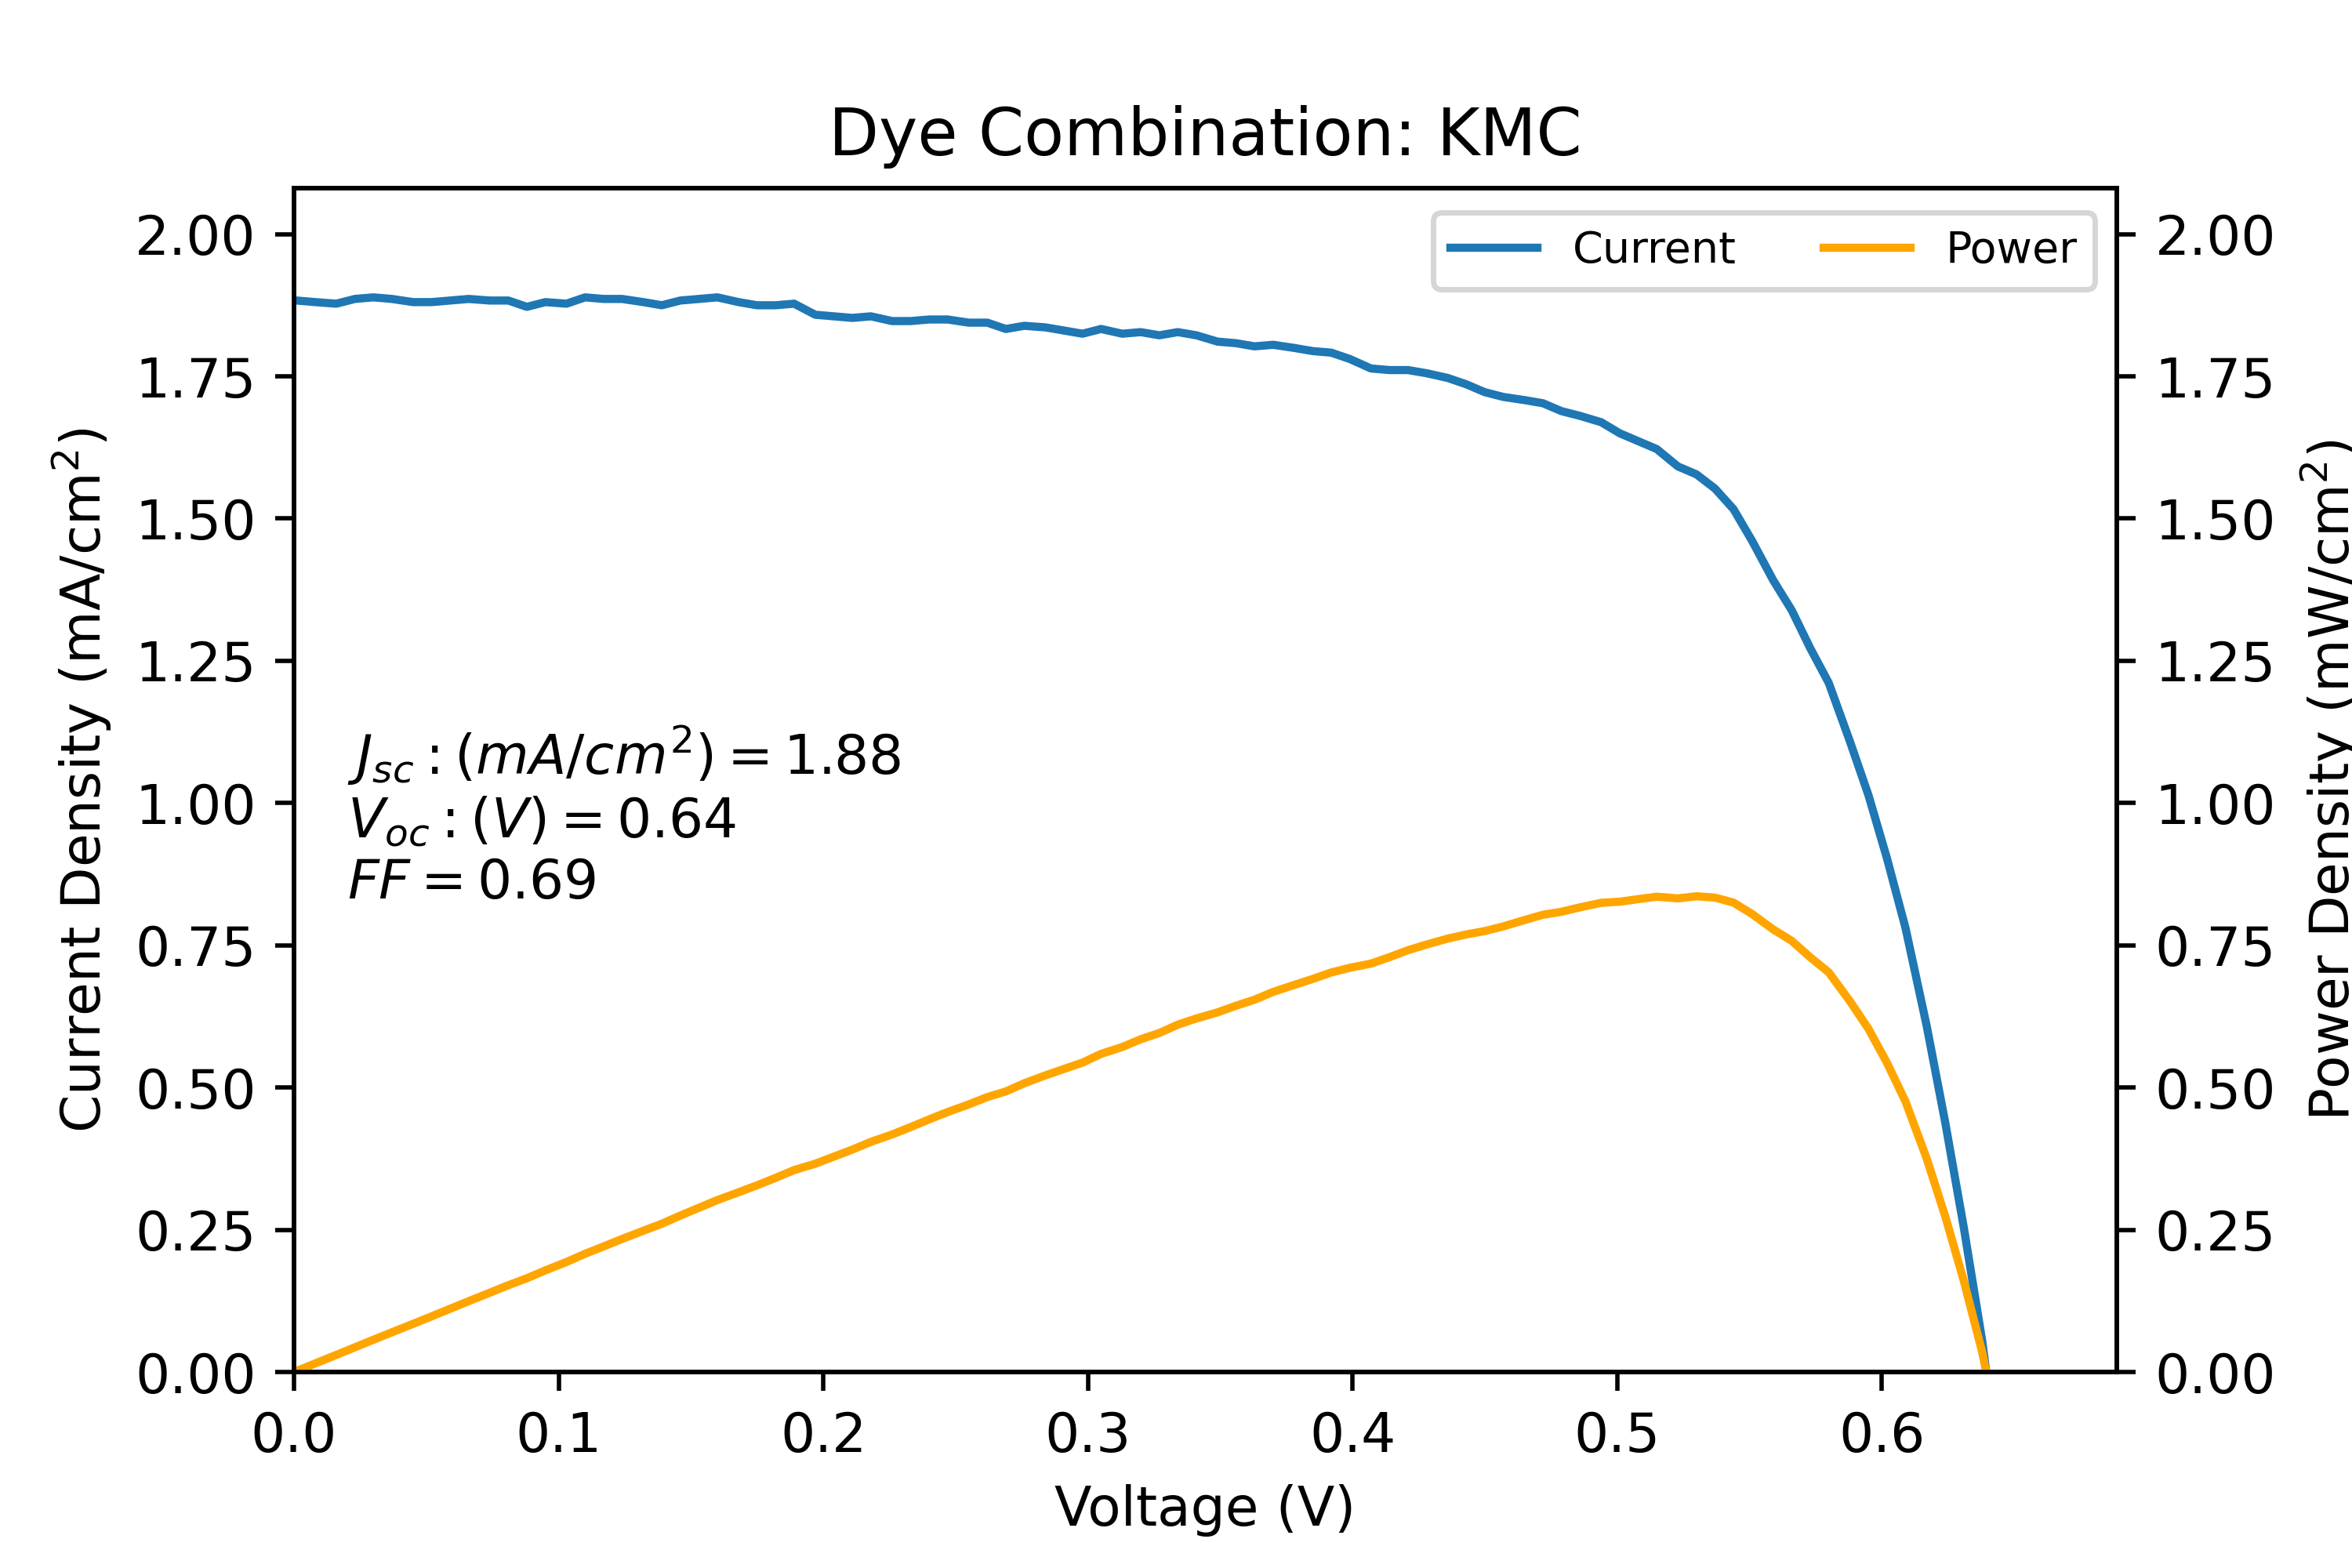 Dye Combination: KMC
Current Power
2.00
1.75
1.50
1.25
1.00
0.75
0.50
0.25
0.00
Current Density (mA/cm²)
J_sc : (mA/cm²) = 1.88
V_oc : (V) = 0.64
FF = 0.69
2.00
1.75
1.50
1.25
1.00
0.75
0.50
0.25
0.00
Power Density (mW/cm²)
0.0 0.1 0.2 0.3 0.4 0.5 0.6
Voltage (V)